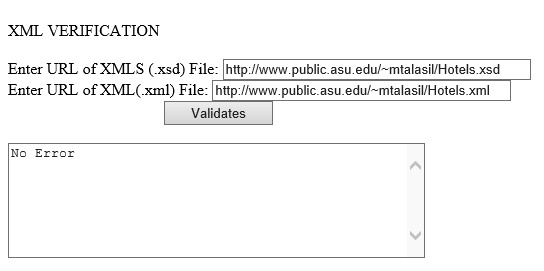 XML VERIFICATION
Enter URL of XMLS (.xsd) File: http://www.public.asu.edu/~mtalasil/Hotels.xsd
Enter URL of XML(.xml) File: http://www.public.asu.edu/~mtalasil/Hotels.xml
Validates
No Error